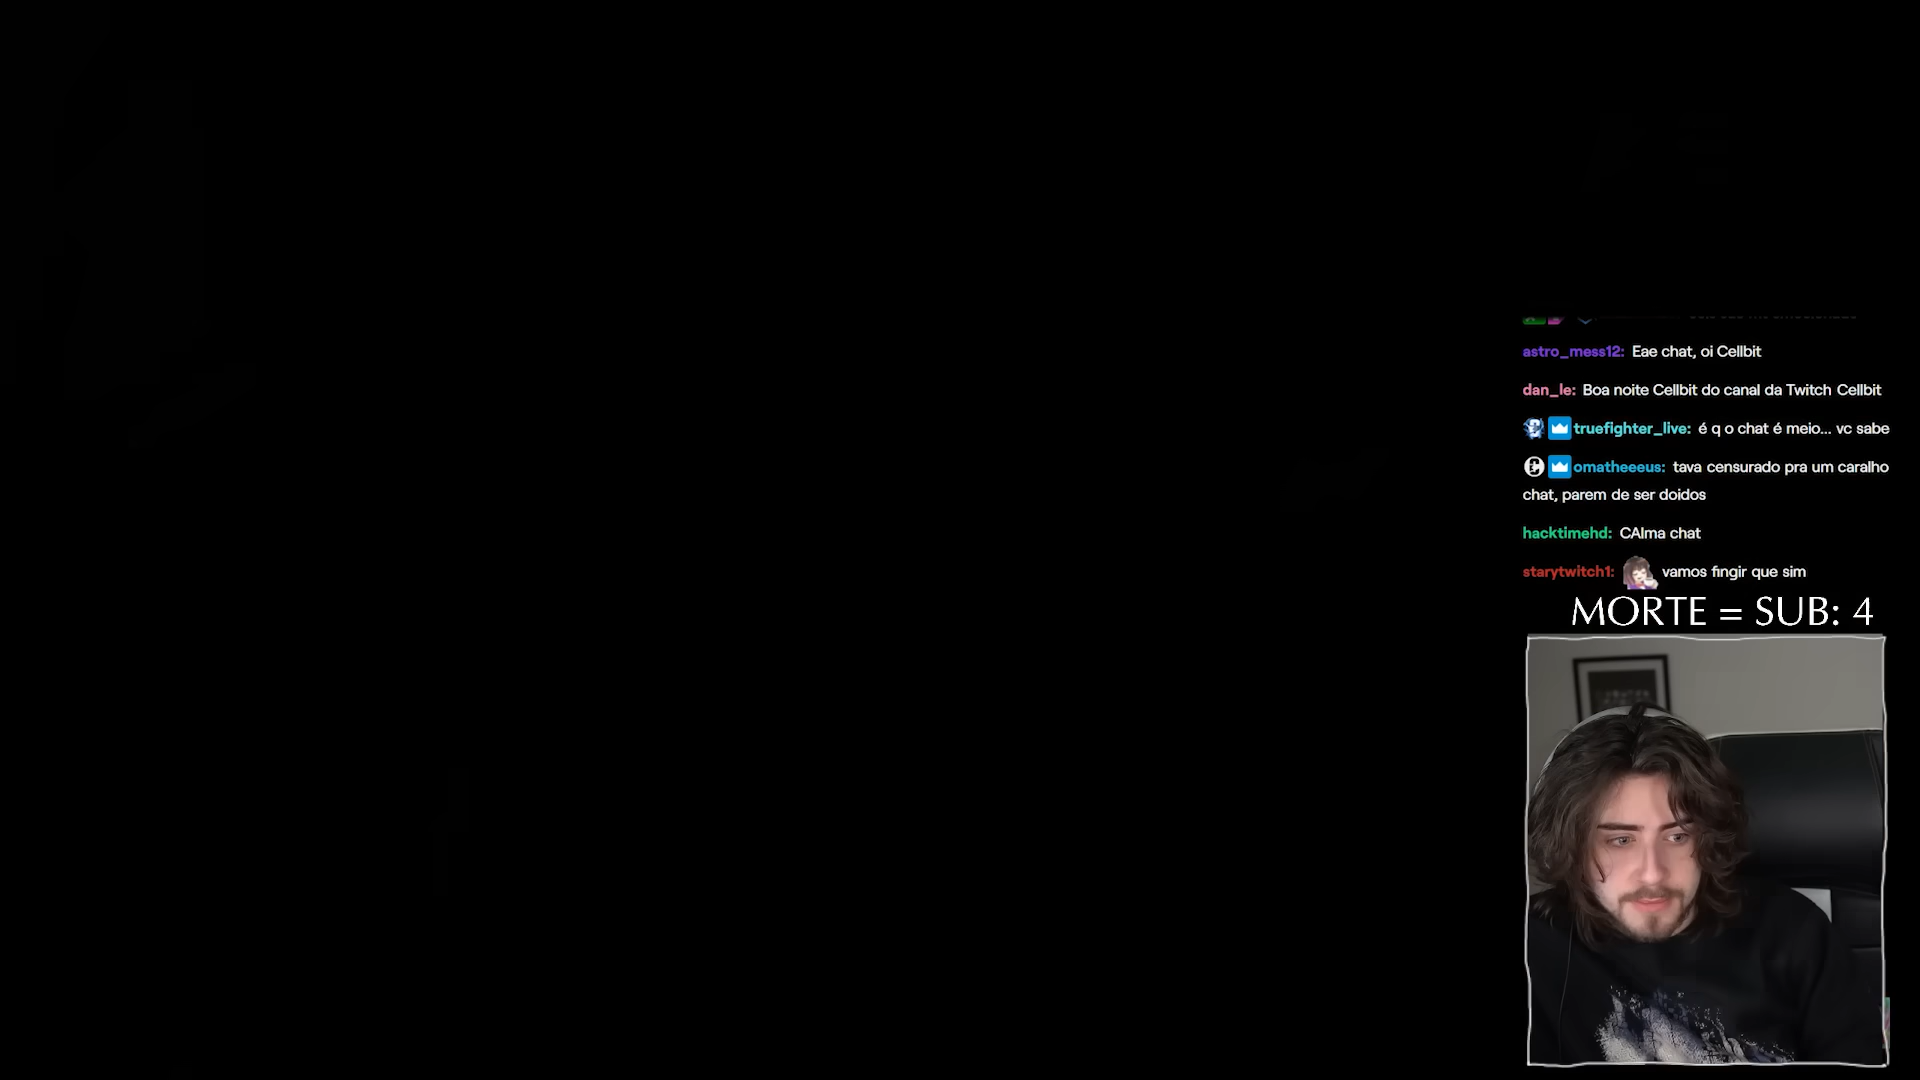 astro_mess12: Eae chat, oi Cellbit
dan_le: Boa noite Cellbit do canal da Twitch Cellbit
truefighter_live: é q o chat é meio... vc sabe
omatheeeus: tava censurado pra um caralho
chat, parem de ser doidos
hacktimehd: CAlma chat
starytwitch1: vamos fingir que sim
MORTE = SUB: 4